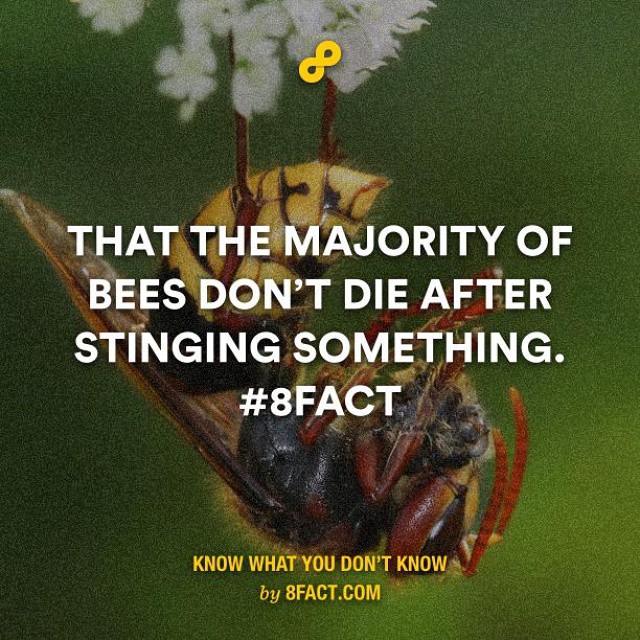 THAT THE MAJORITY OF
BEES DON'T DIE AFTER
STINGING SOMETHING.
#8FACT
KNOW WHAT YOU DON'T KNOW
by 8FACT.COM